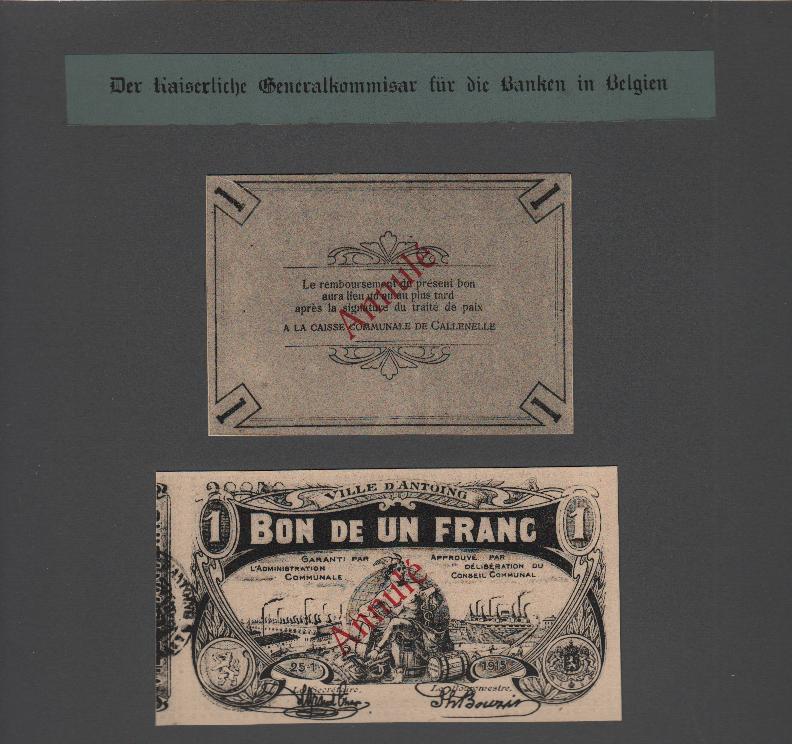 Der Kaiserliche Generalkommisar für die Banken in Belgien
1 1
Le remboursement du présent bon
aura lieu un an au plus tard
après la signature du traité de paix
A LA CAISSE COMMUNALE DE CALLENELLE
Annulé
1 1
VILLE D'ANTOING
1 BON DE UN FRANC 1
GARANTI PAR
L'ADMINISTRATION
COMMUNALE
APPROUVÉ PAR
DÉLIBÉRATION DU
CONSEIL COMMUNAL
Annulé
25-1 1915
Le Secrétaire, Le Bourgmestre,